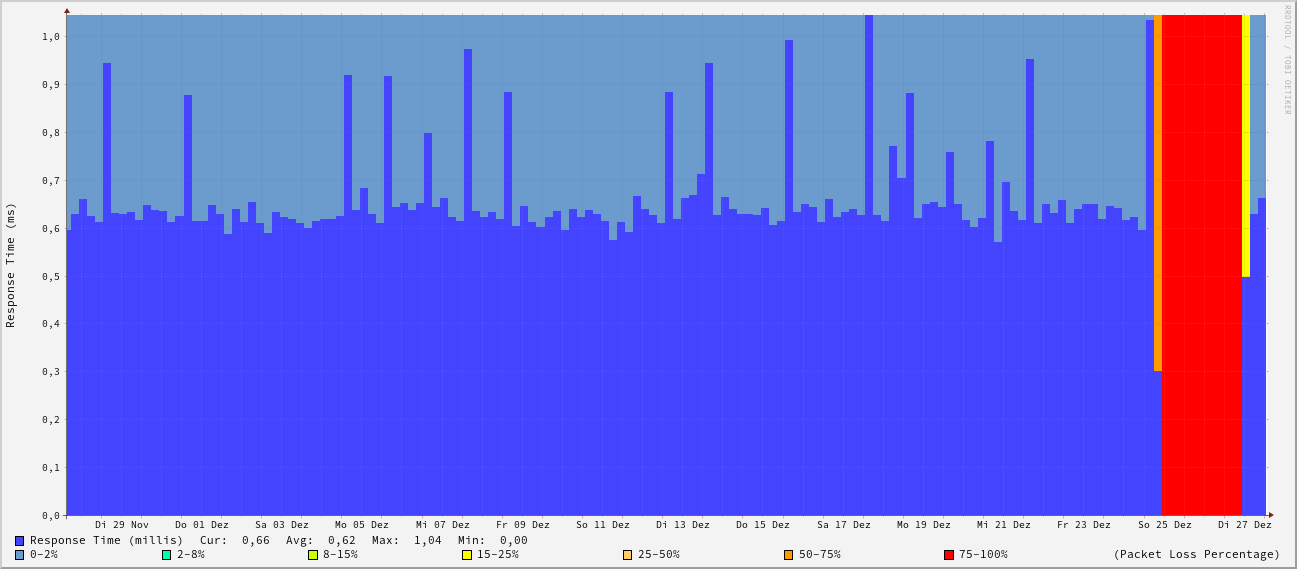 RRDTOOL / TOBI OETIKER
Response Time (ms)
1,0
0,9
0,8
0,7
0,6
0,5
0,4
0,3
0,2
0,1
0,0
Di 29 Nov Do 01 Dez Sa 03 Dez Mo 05 Dez Mi 07 Dez Fr 09 Dez So 11 Dez Di 13 Dez Do 15 Dez Sa 17 Dez Mo 19 Dez Mi 21 Dez Fr 23 Dez So 25 Dez Di 27 Dez
Response Time (millis) Cur: 0,66 Avg: 0,62 Max: 1,04 Min: 0,00
0-2% 2-8% 8-15% 15-25% 25-50% 50-75% 75-100% (Packet Loss Percentage)